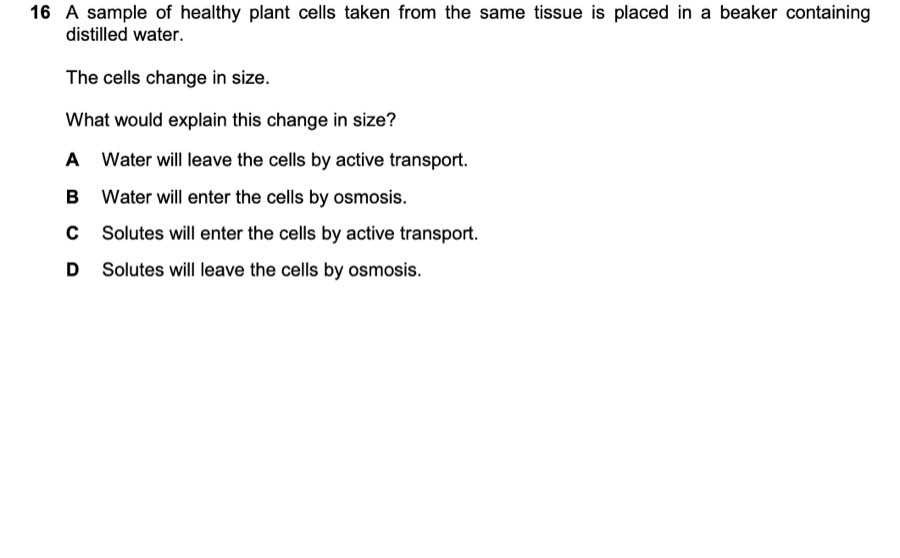 16 A sample of healthy plant cells taken from the same tissue is placed in a beaker containing
distilled water.
The cells change in size.
What would explain this change in size?
A Water will leave the cells by active transport.
B Water will enter the cells by osmosis.
C Solutes will enter the cells by active transport.
D Solutes will leave the cells by osmosis.